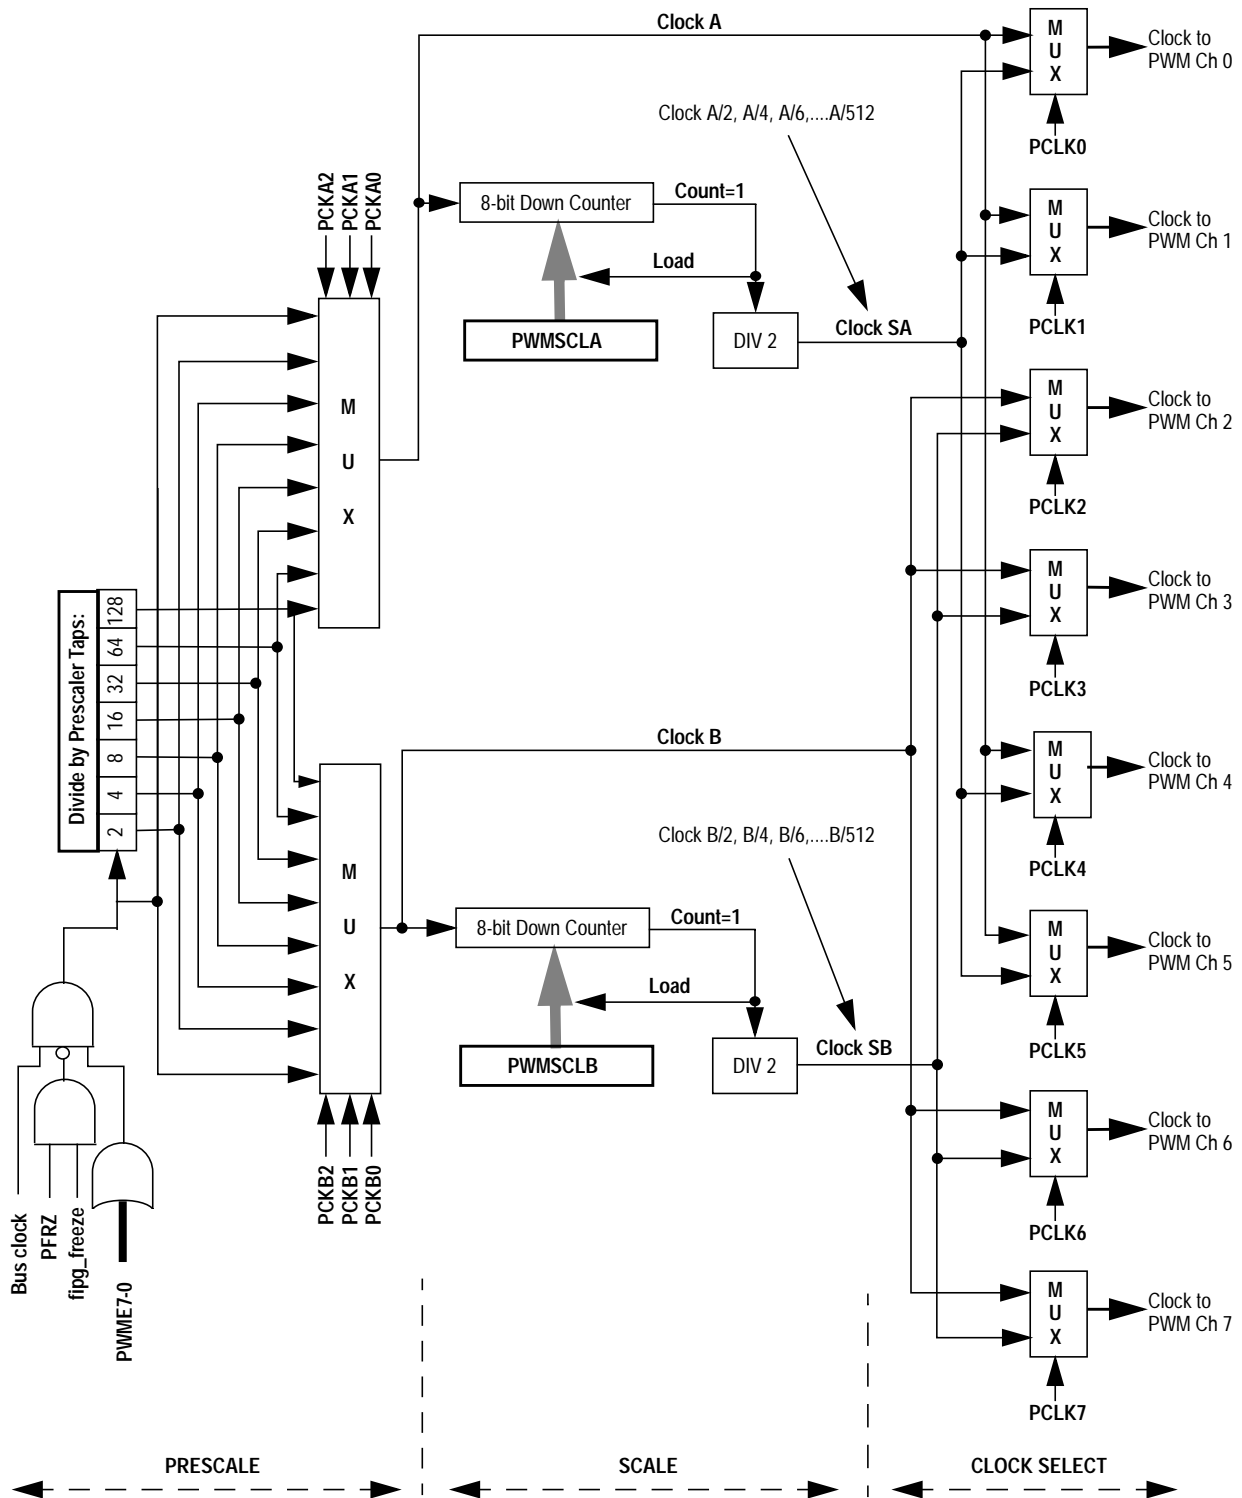 Clock A
M
U
X
Clock to
PWM Ch 0
PCLK0
Clock A/2, A/4, A/6,....A/512
PCKA2
PCKA1
PCKA0
8-bit Down Counter
Count=1
Load
PWMSCLA
DIV 2
Clock SA
M
U
X
Clock to
PWM Ch 1
PCLK1
M
U
X
M
U
X
Clock to
PWM Ch 2
PCLK2
M
U
X
Clock to
PWM Ch 3
PCLK3
Divide by Prescaler Taps:
128
64
32
16
8
4
2
Clock B
M
U
X
Clock to
PWM Ch 4
PCLK4
Clock B/2, B/4, B/6,....B/512
M
U
X
8-bit Down Counter
Count=1
Load
PWMSCLB
DIV 2
Clock SB
M
U
X
Clock to
PWM Ch 5
PCLK5
PCKB2
PCKB1
PCKB0
M
U
X
Clock to
PWM Ch 6
PCLK6
Bus clock
PFRZ
fipg_freeze
PWME7-0
M
U
X
Clock to
PWM Ch 7
PCLK7
PRESCALE
SCALE
CLOCK SELECT